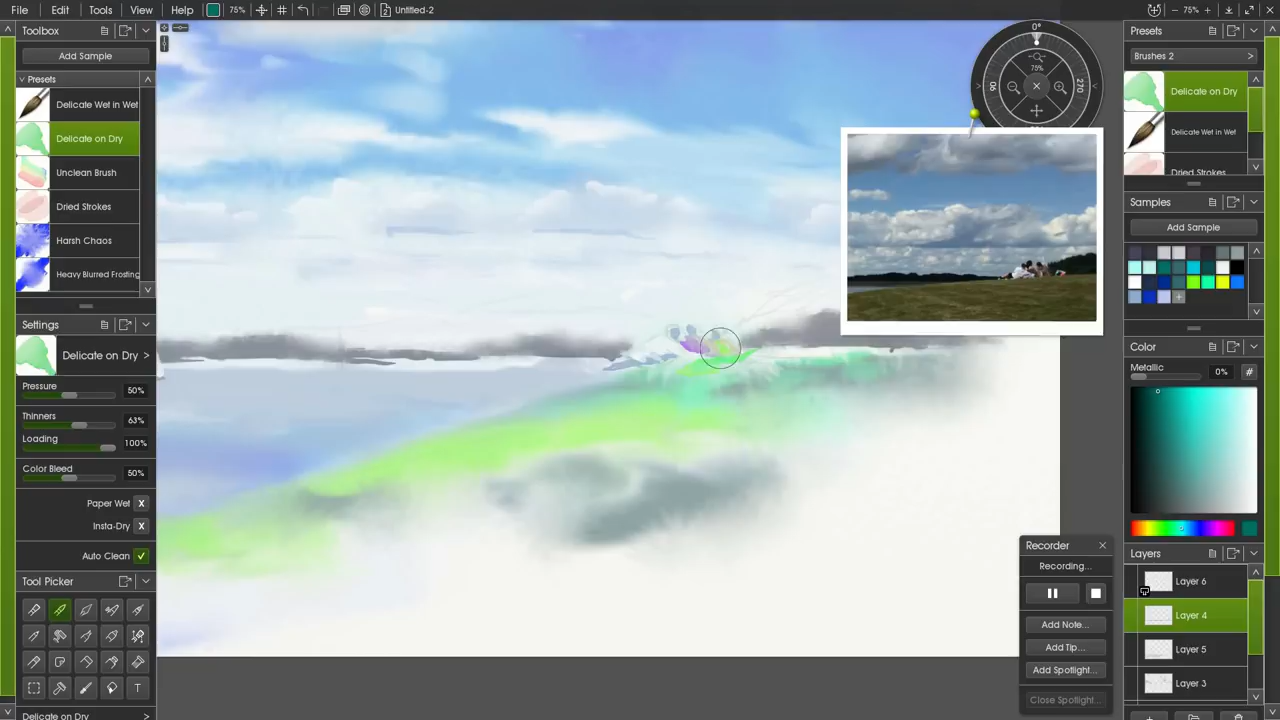 File Edit Tools View Help 75% Untitled-2 75%
Toolbox
Add Sample
Presets
Delicate Wet in Wet
Delicate on Dry
Unclean Brush
Dried Strokes
Harsh Chaos
Heavy Blurred Frosting
Settings
Delicate on Dry >
Pressure
50%
Thinners
63%
Loading
100%
Color Bleed
50%
Paper Wet X
Insta-Dry X
Auto Clean
Tool Picker
T
Delicate on Dry >
0°
75%
90
270
Recorder
Recording...
Add Note...
Add Tip...
Add Spotlight...
Close Spotlight...
Presets
Brushes 2 >
Delicate on Dry
Delicate Wet in Wet
Dried Strokes
Samples
Add Sample
Color
Metallic
0% #
Layers
Layer 6
Layer 4
Layer 5
Layer 3